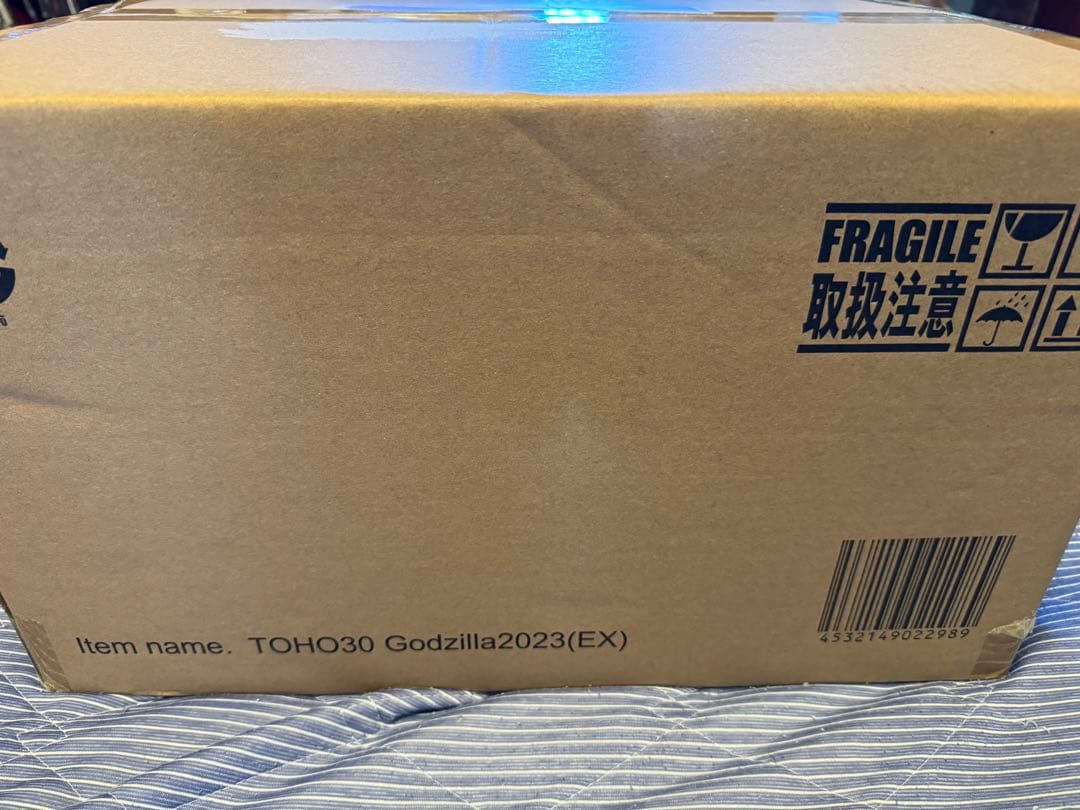 FRAGILE
取扱注意
4532149022989
Item name. TOHO30 Godzilla2023(EX)